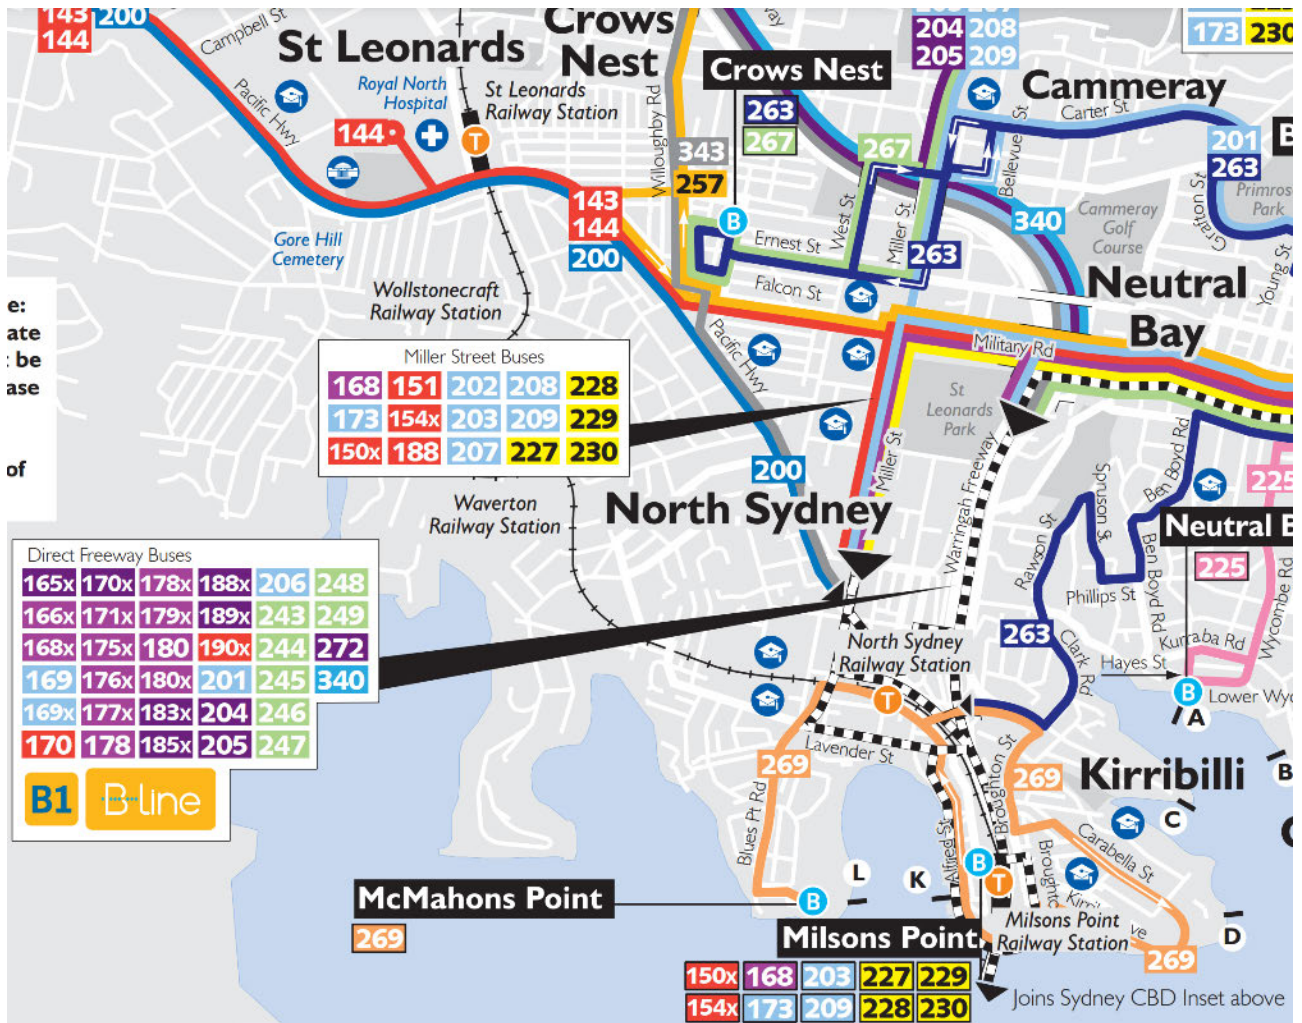 143
144
200
Campbell St
St Leonards
Crows
Nest
Royal North
Hospital
St Leonards
Railway Station
Pacific Hwy
144
Gore Hill
Cemetery
143
144
200
Wollstonecraft
Railway Station
Willoughby Rd
343
257
Crows Nest
263
267
204
208
205
209
173
230
Cammeray
Carter St
Bellevue St
201
263
Grafton St
Primrose
Park
Young St
267
West St
Miller St
340
Cammeray
Golf
Course
Ernest St
263
Falcon St
Neutral
Bay
e:
ate
t be
ase
of
Miller Street Buses
168 151 202 208 228
173 154x 203 209 229
150x 188 207 227 230
Pacific Hwy
Military Rd
St
Leonards
Park
Miller St
Warringah Freeway
200
Waverton
Railway Station
North Sydney
Ben Boyd Rd
225
Spruson St
Rawson St
Neutral B
225
Phillips St
Ben Boyd Rd
Wycombe Rd
Kurraba Rd
Hayes St
Lower Wyc
B
A
263
Clark Rd
Direct Freeway Buses
165x 170x 178x 188x 206 248
166x 171x 179x 189x 243 249
168x 175x 180 190x 244 272
169 176x 180x 201 245 340
169x 177x 183x 204 246
170 178 185x 205 247
B1 B-Line
North Sydney
Railway Station
T
Lavender St
269
Blues Pt Rd
Broughton St
269
Kirribilli
B
C
Carabella St
Alfred St
B
T
L
K
McMahons Point
269
B
Milsons Point
Railway Station
D
269
Milsons Point
150x 168 203 227 229
154x 173 209 228 230
Joins Sydney CBD Inset above